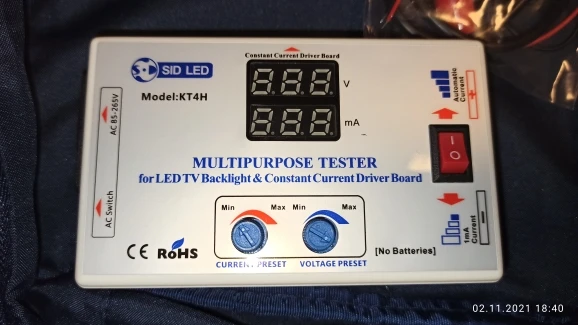 Constant Current Driver Board
SID LED
Model:KT4H
V
mA
AC 85-265V
AC Switch
Automatic
Current
+
I
O
MULTIPURPOSE TESTER
for LED TV Backlight & Constant Current Driver Board
Min Max Min Max
CURRENT PRESET VOLTAGE PRESET
CE RoHS
[No Batteries]
1mA
Current
02.11.2021 18:40